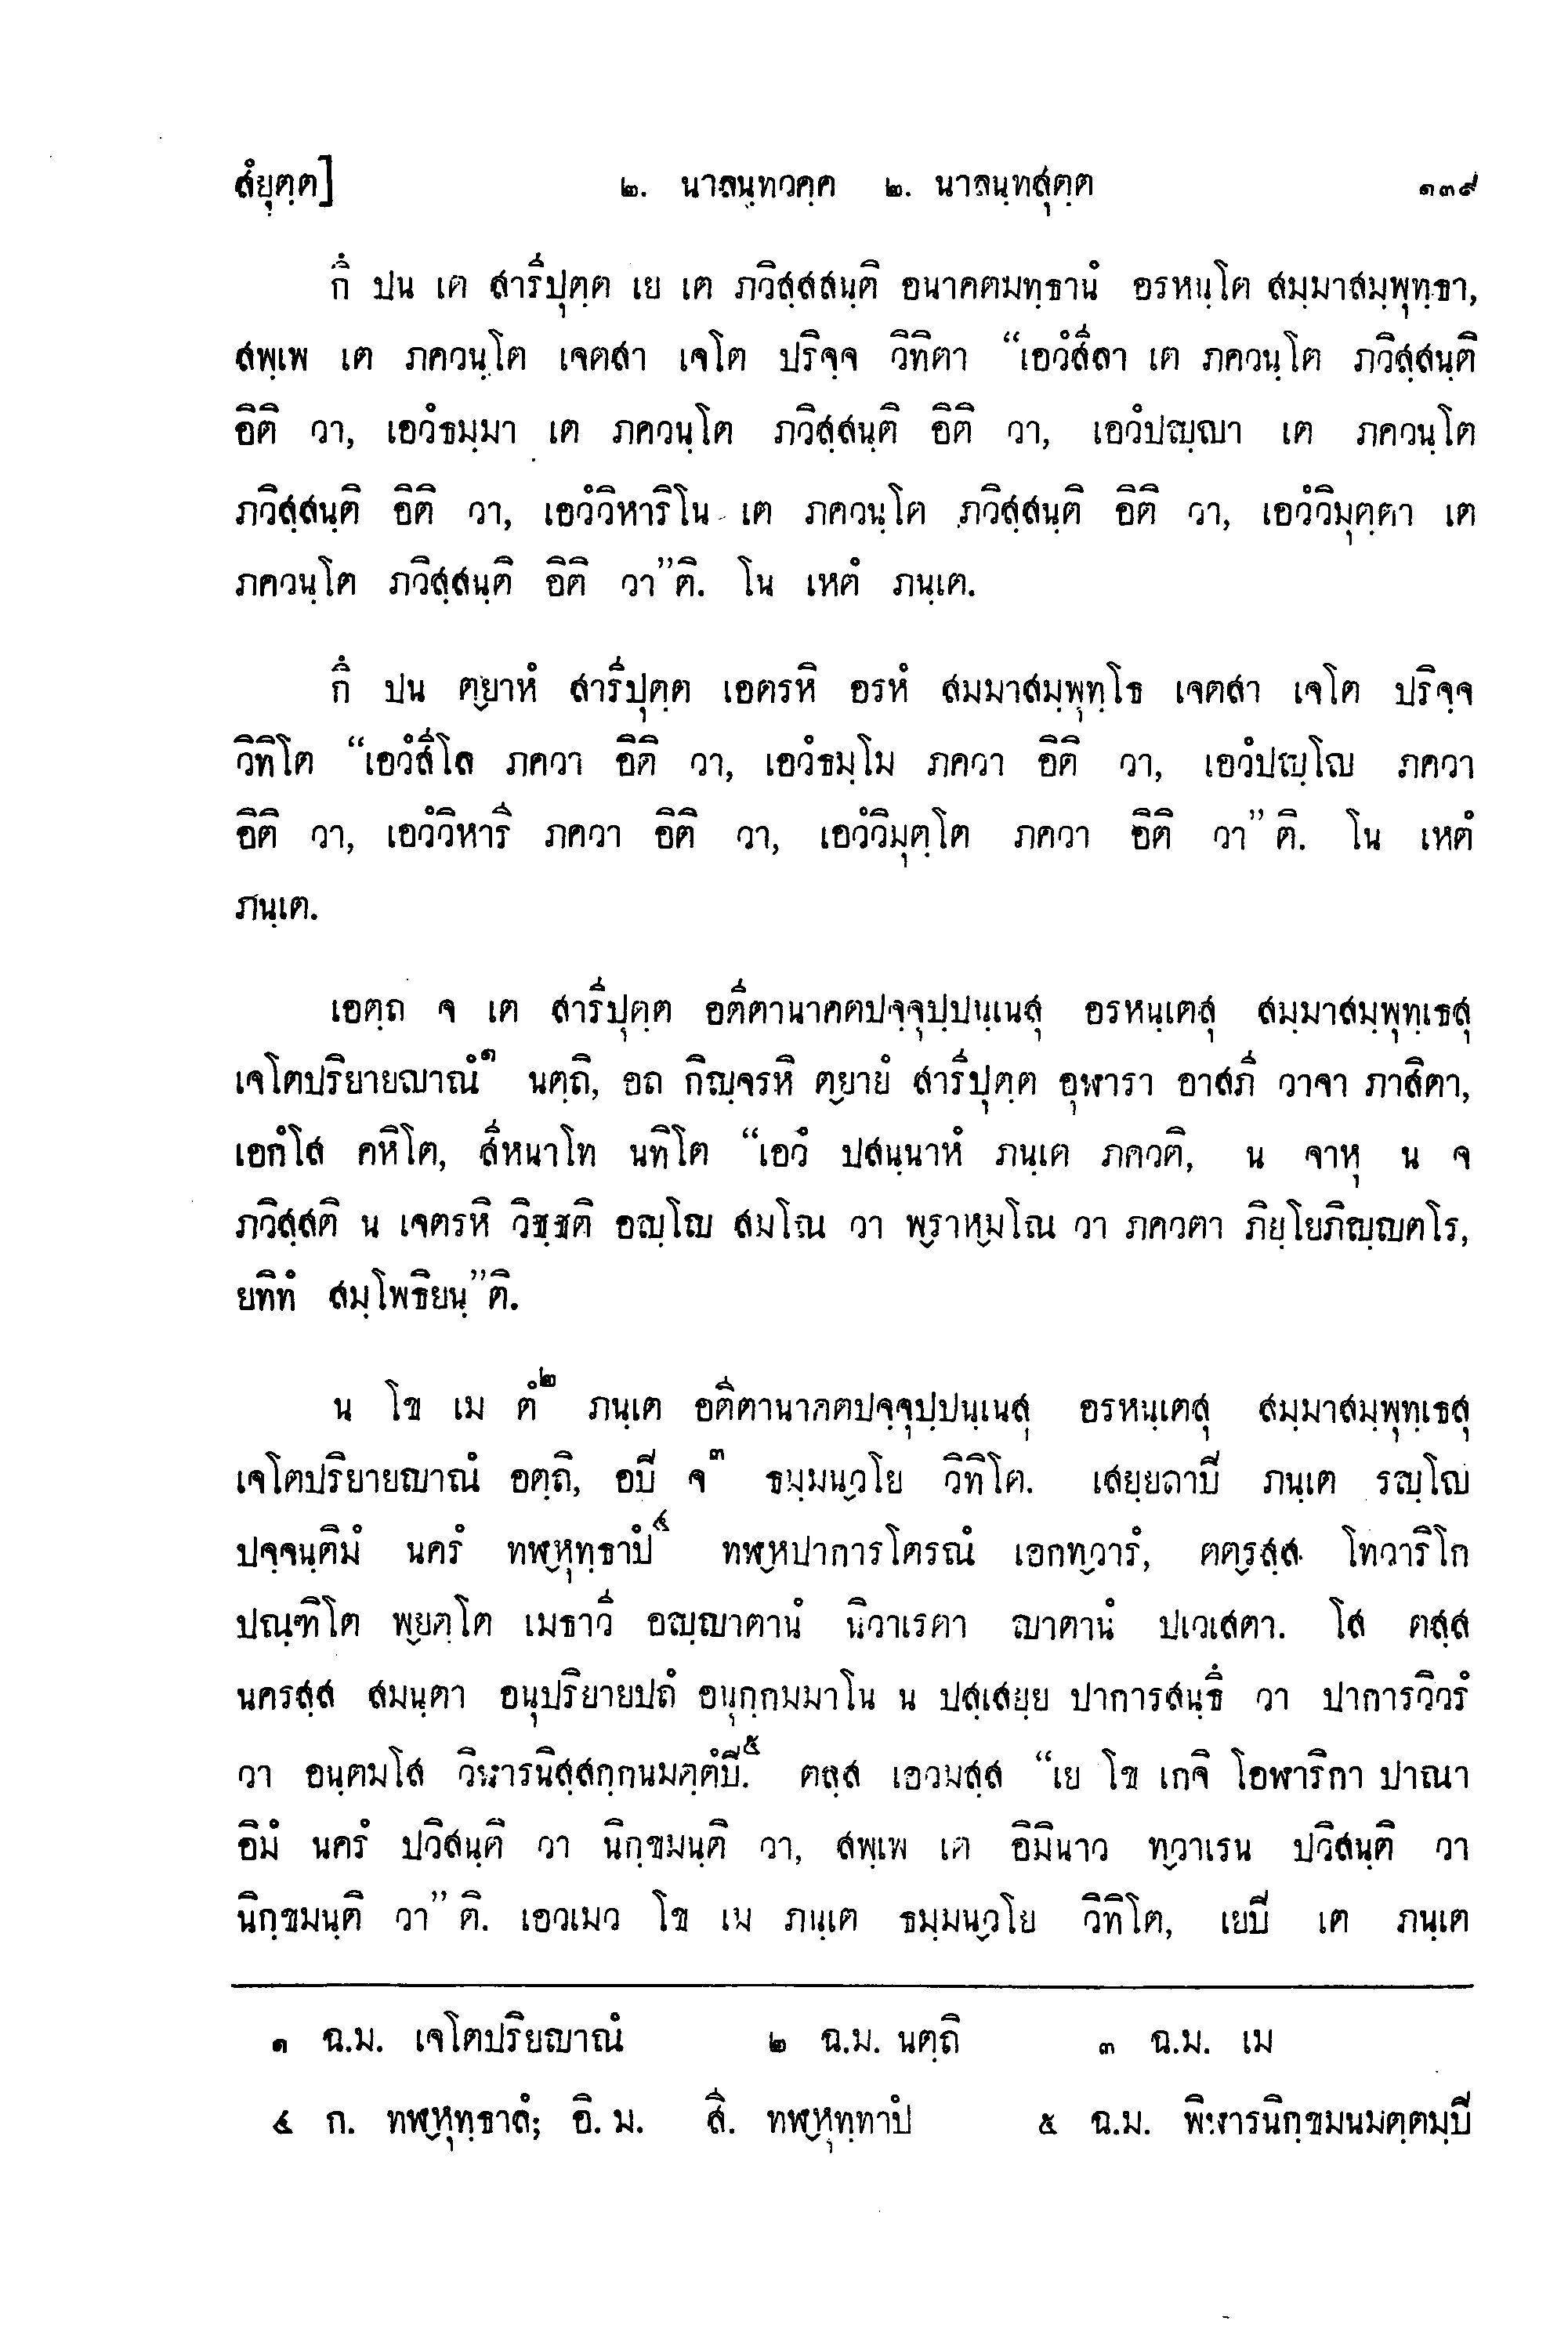 สํยุตฺต]	๒. นาลนฺทวคฺค ๒. นาลนฺทสุตฺต	๑๓๙
กึ ปน เต สารีปุตฺต เย เต ภวิสฺสสนฺติ อนาคตมทฺธานํ อรหนฺโต สมฺมาสมฺพุทฺธา,
สพฺเพ เต ภควนฺโต เจตสา เจโต ปริจฺจ วิทิตา “เอวํสีลา เต ภควนฺโต ภวิสฺสนฺติ
อิติ วา, เอวํธมฺมา เต ภควนฺโต ภวิสฺสนฺติ อิติ วา, เอวํปญฺญา เต ภควนฺโต
ภวิสฺสนฺติ อิติ วา, เอวํวิหาริโน เต ภควนฺโต ภวิสฺสนฺติ อิติ วา, เอวํวิมุตฺตา เต
ภควนฺโต ภวิสฺสนฺติ อิติ วา”ติ. โน เหตํ ภนฺเต.
กึ ปน ตฺยาหํ สารีปุตฺต เอตรหิ อรหํ สมมาสมฺพุทฺโธ เจตสา เจโต ปริจฺจ
วิทิโต “เอวํสีโล ภควา อิติ วา, เอวํธมฺโม ภควา อิติ วา, เอวํปญฺโญ ภควา
อิติ วา, เอวํวิหารี ภควา อิติ วา, เอวํวิมุตฺโต ภควา อิติ วา” ติ. โน เหตํ
ภนฺเต.
เอตฺถ จ เต สารีปุตฺต อตีตานาคตปจฺจุปฺปนฺเนสุ อรหนฺเตสุ สมฺมาสมฺพุทฺเธสุ
เจโตปริยายญาณํ๑ นตฺถิ, อถ กิญฺจรหิ ตฺยายํ สารีปุตฺต อุฬารา อาสภี วาจา ภาสิตา,
เอกํโส คหิโต, สีหนาโท นทิโต “เอวํ ปสนฺนาหํ ภนฺเต ภควติ, น จาหุ น จ
ภวิสฺสติ น เจตรหิ วิชฺชติ อญฺโญ สมโณ วา พฺราหฺมโณ วา ภควตา ภิยฺโยภิญฺญตโร,
ยทิทํ สมฺโพธิยนฺ”ติ.
น โข เม ตํ๒ ภนฺเต อตีตานาคตปจฺจุปฺปนฺเนสุ อรหนฺเตสุ สมฺมาสมฺพุทฺเธสุ
เจโตปริยายญาณํ อตฺถิ, อปิ จ๓ ธมฺมนฺวโย วิทิโต. เสยฺยถาปิ ภนฺเต รญฺโญ
ปจฺจนฺติมํ นครํ ทฬฺหุทฺธาปํ๔ ทฬฺหปาการโตรณํ เอกทฺวารํ, ตตฺรสฺส โทวาริโก
ปณฺฑิโต พฺยตฺโต เมธาวี อญฺญาตานํ นิวาเรตา ญาตานํ ปเวเสตา. โส ตสฺส
นครสฺส สมนฺตา อนุปริยายปถํ อนุกฺกมมาโน น ปสฺเสยฺย ปาการสนฺธึ วา ปาการวิวรํ
วา อนฺตมโส วิฬารนิสฺสกฺกนมตฺตํปิ.๕ ตสฺส เอวมสฺส “เย โข เกจิ โอฬาริกา ปาณา
อิมํ นครํ ปวิสนฺติ วา นิกฺขมนฺติ วา, สพฺเพ เต อิมินาว ทฺวาเรน ปวิสนฺติ วา
นิกฺขมนฺติ วา” ติ. เอวเมว โข เม ภนฺเต ธมฺมนฺวโย วิทิโต, เยปิ เต ภนฺเต
๑ ฉ.ม. เจโตปริยญาณํ	๒ ฉ.ม. นตฺถิ	๓ ฉ.ม. เม
๔ ก. ทฬฺหุทฺธาลํ; อิ. ม. สี. ทฬฺหุทฺทาปํ	๕ ฉ.ม. พิฬารนิกฺขมนมตฺตมฺปิ